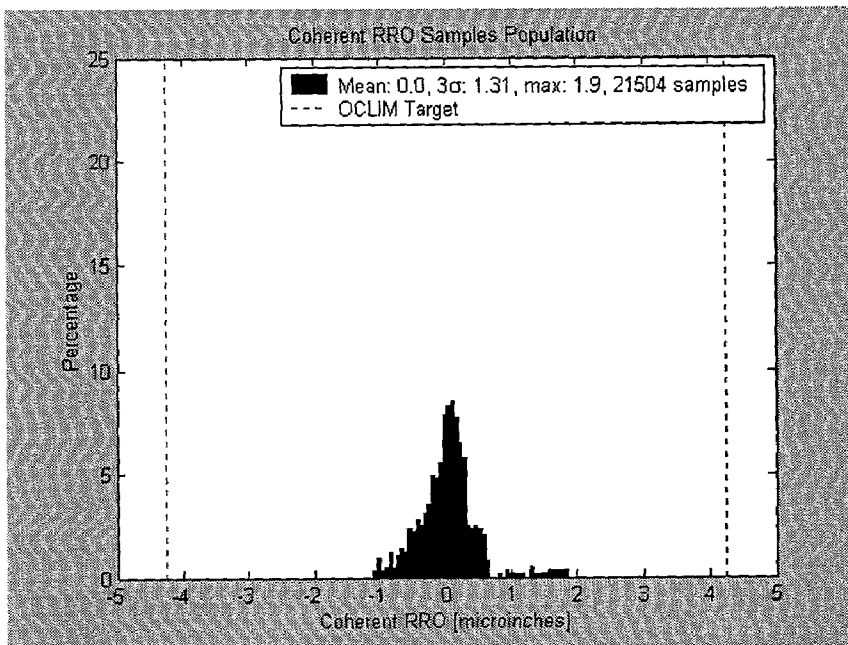 Coherent RRO Samples Population
Mean: 0.0, 3σ: 1.31, max: 1.9, 21504 samples
OCLIM Target
25
20
15
10
5
0
Percentage
-5 -4 -3 -2 -1 0 1 2 3 4 5
Coherent RRO [microinches]